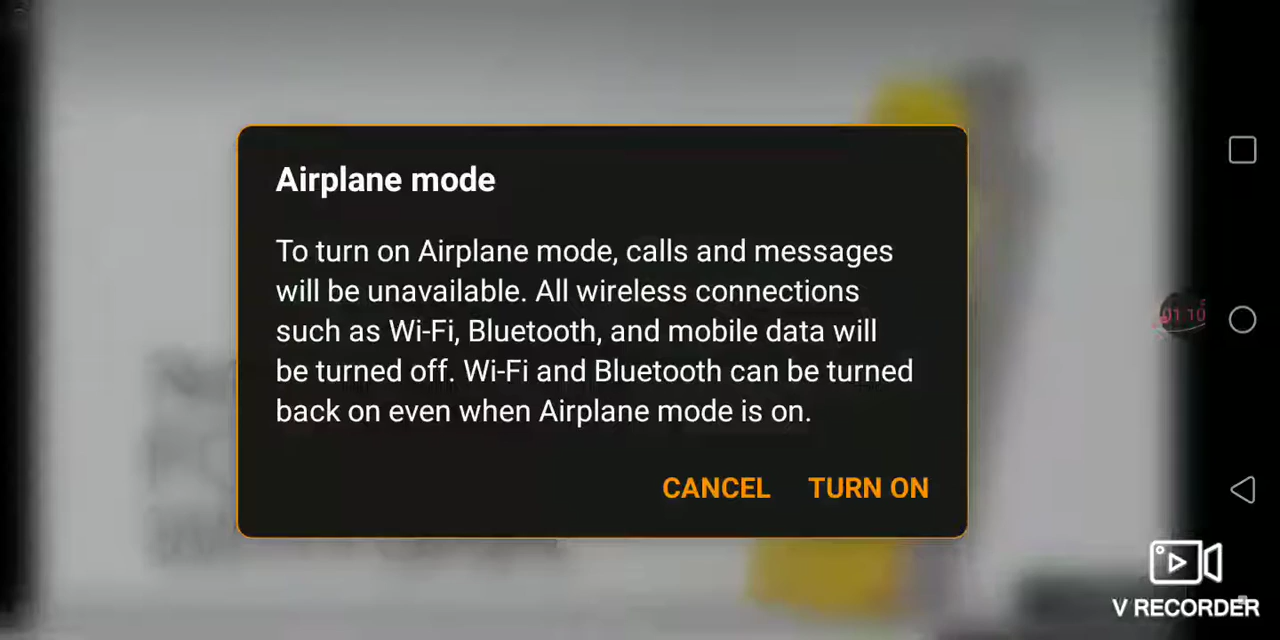 Airplane mode
To turn on Airplane mode, calls and messages
will be unavailable. All wireless connections
such as Wi-Fi, Bluetooth, and mobile data will
be turned off. Wi-Fi and Bluetooth can be turned
back on even when Airplane mode is on.
CANCEL TURN ON
01:10
V RECORDER